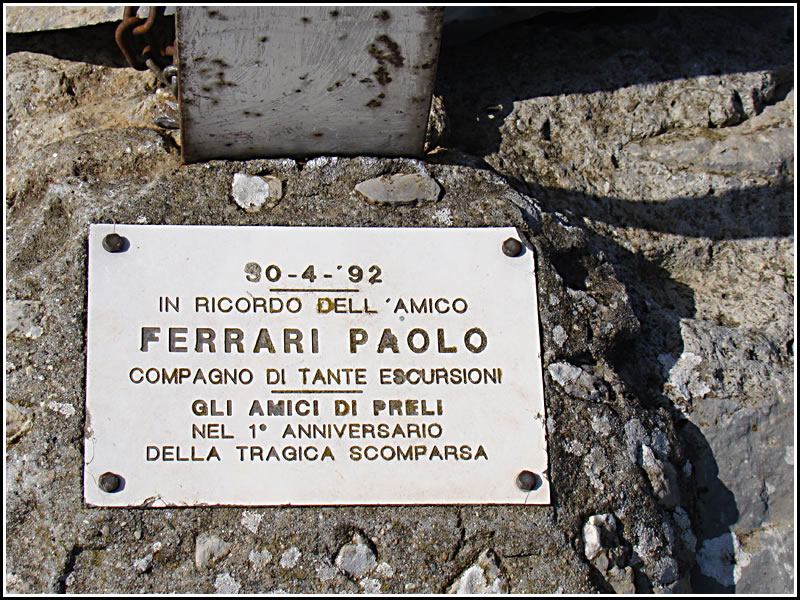 30-4-'92
IN RICORDO DELL'AMICO
FERRARI PAOLO
COMPAGNO DI TANTE ESCURSIONI
GLI AMICI DI PRELI
NEL 1° ANNIVERSARIO
DELLA TRAGICA SCOMPARSA